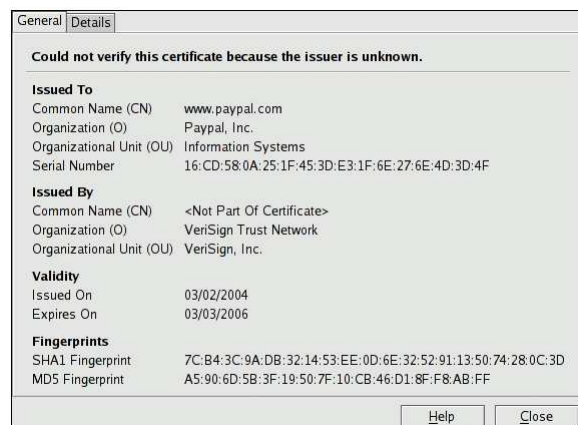 General Details
Could not verify this certificate because the issuer is unknown.
Issued To
Common Name (CN) www.paypal.com
Organization (O) Paypal, Inc.
Organizational Unit (OU) Information Systems
Serial Number 16:CD:58:0A:25:1F:45:3D:E3:1F:6E:27:6E:4D:3D:4F
Issued By
Common Name (CN) <Not Part Of Certificate>
Organization (O) VeriSign Trust Network
Organizational Unit (OU) VeriSign, Inc.
Validity
Issued On 03/02/2004
Expires On 03/03/2006
Fingerprints
SHA1 Fingerprint 7C:B4:3C:9A:DB:32:14:53:EE:0D:6E:32:52:91:13:50:74:28:0C:3D
MD5 Fingerprint A5:90:6D:5B:3F:19:50:7F:10:CB:46:D1:8F:F8:AB:FF
Help Close